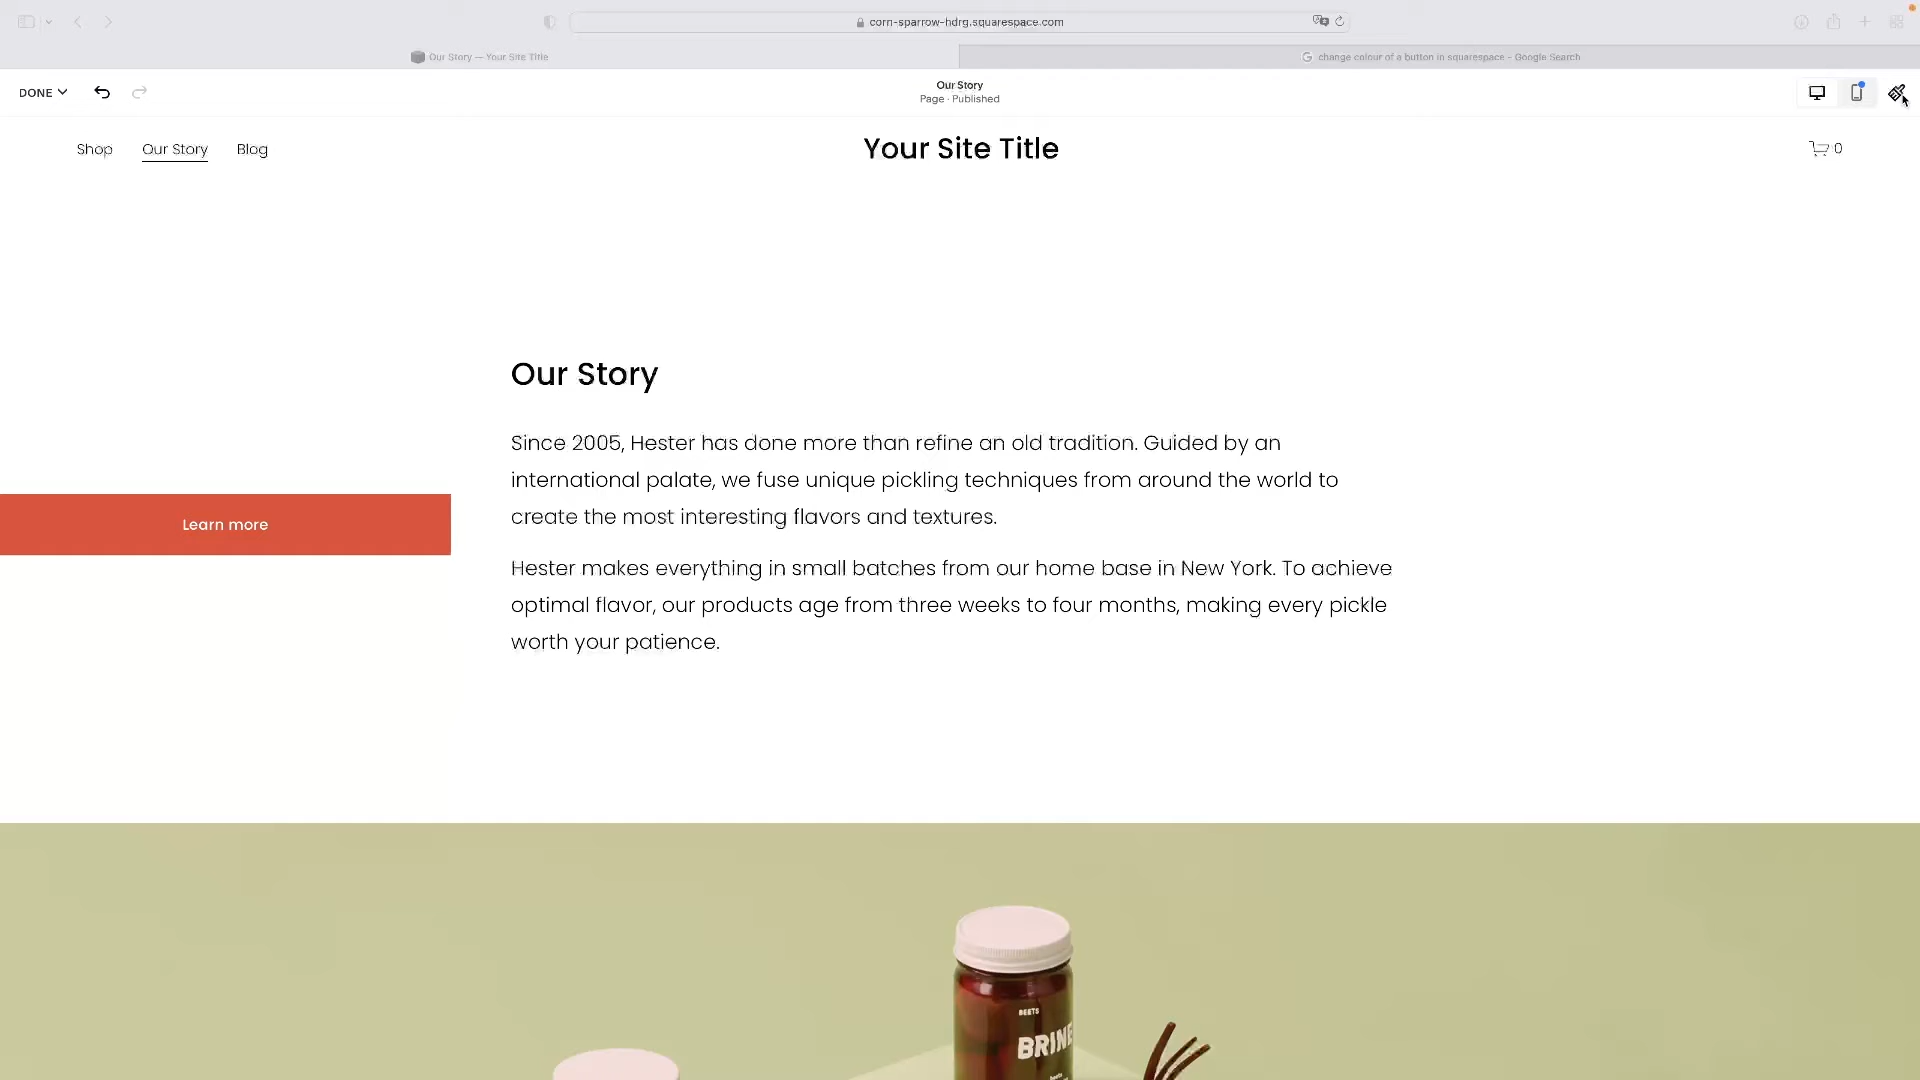 corn-sparrow-hdrg.squarespace.com
Our Story — Your Site Title
change colour of a button in squarespace - Google Search
DONE
Our Story
Page · Published
Shop
Our Story
Blog
Your Site Title
0
Our Story
Since 2005, Hester has done more than refine an old tradition. Guided by an
international palate, we fuse unique pickling techniques from around the world to
create the most interesting flavors and textures.
Learn more
Hester makes everything in small batches from our home base in New York. To achieve
optimal flavor, our products age from three weeks to four months, making every pickle
worth your patience.
BEETS
BRINE
beets